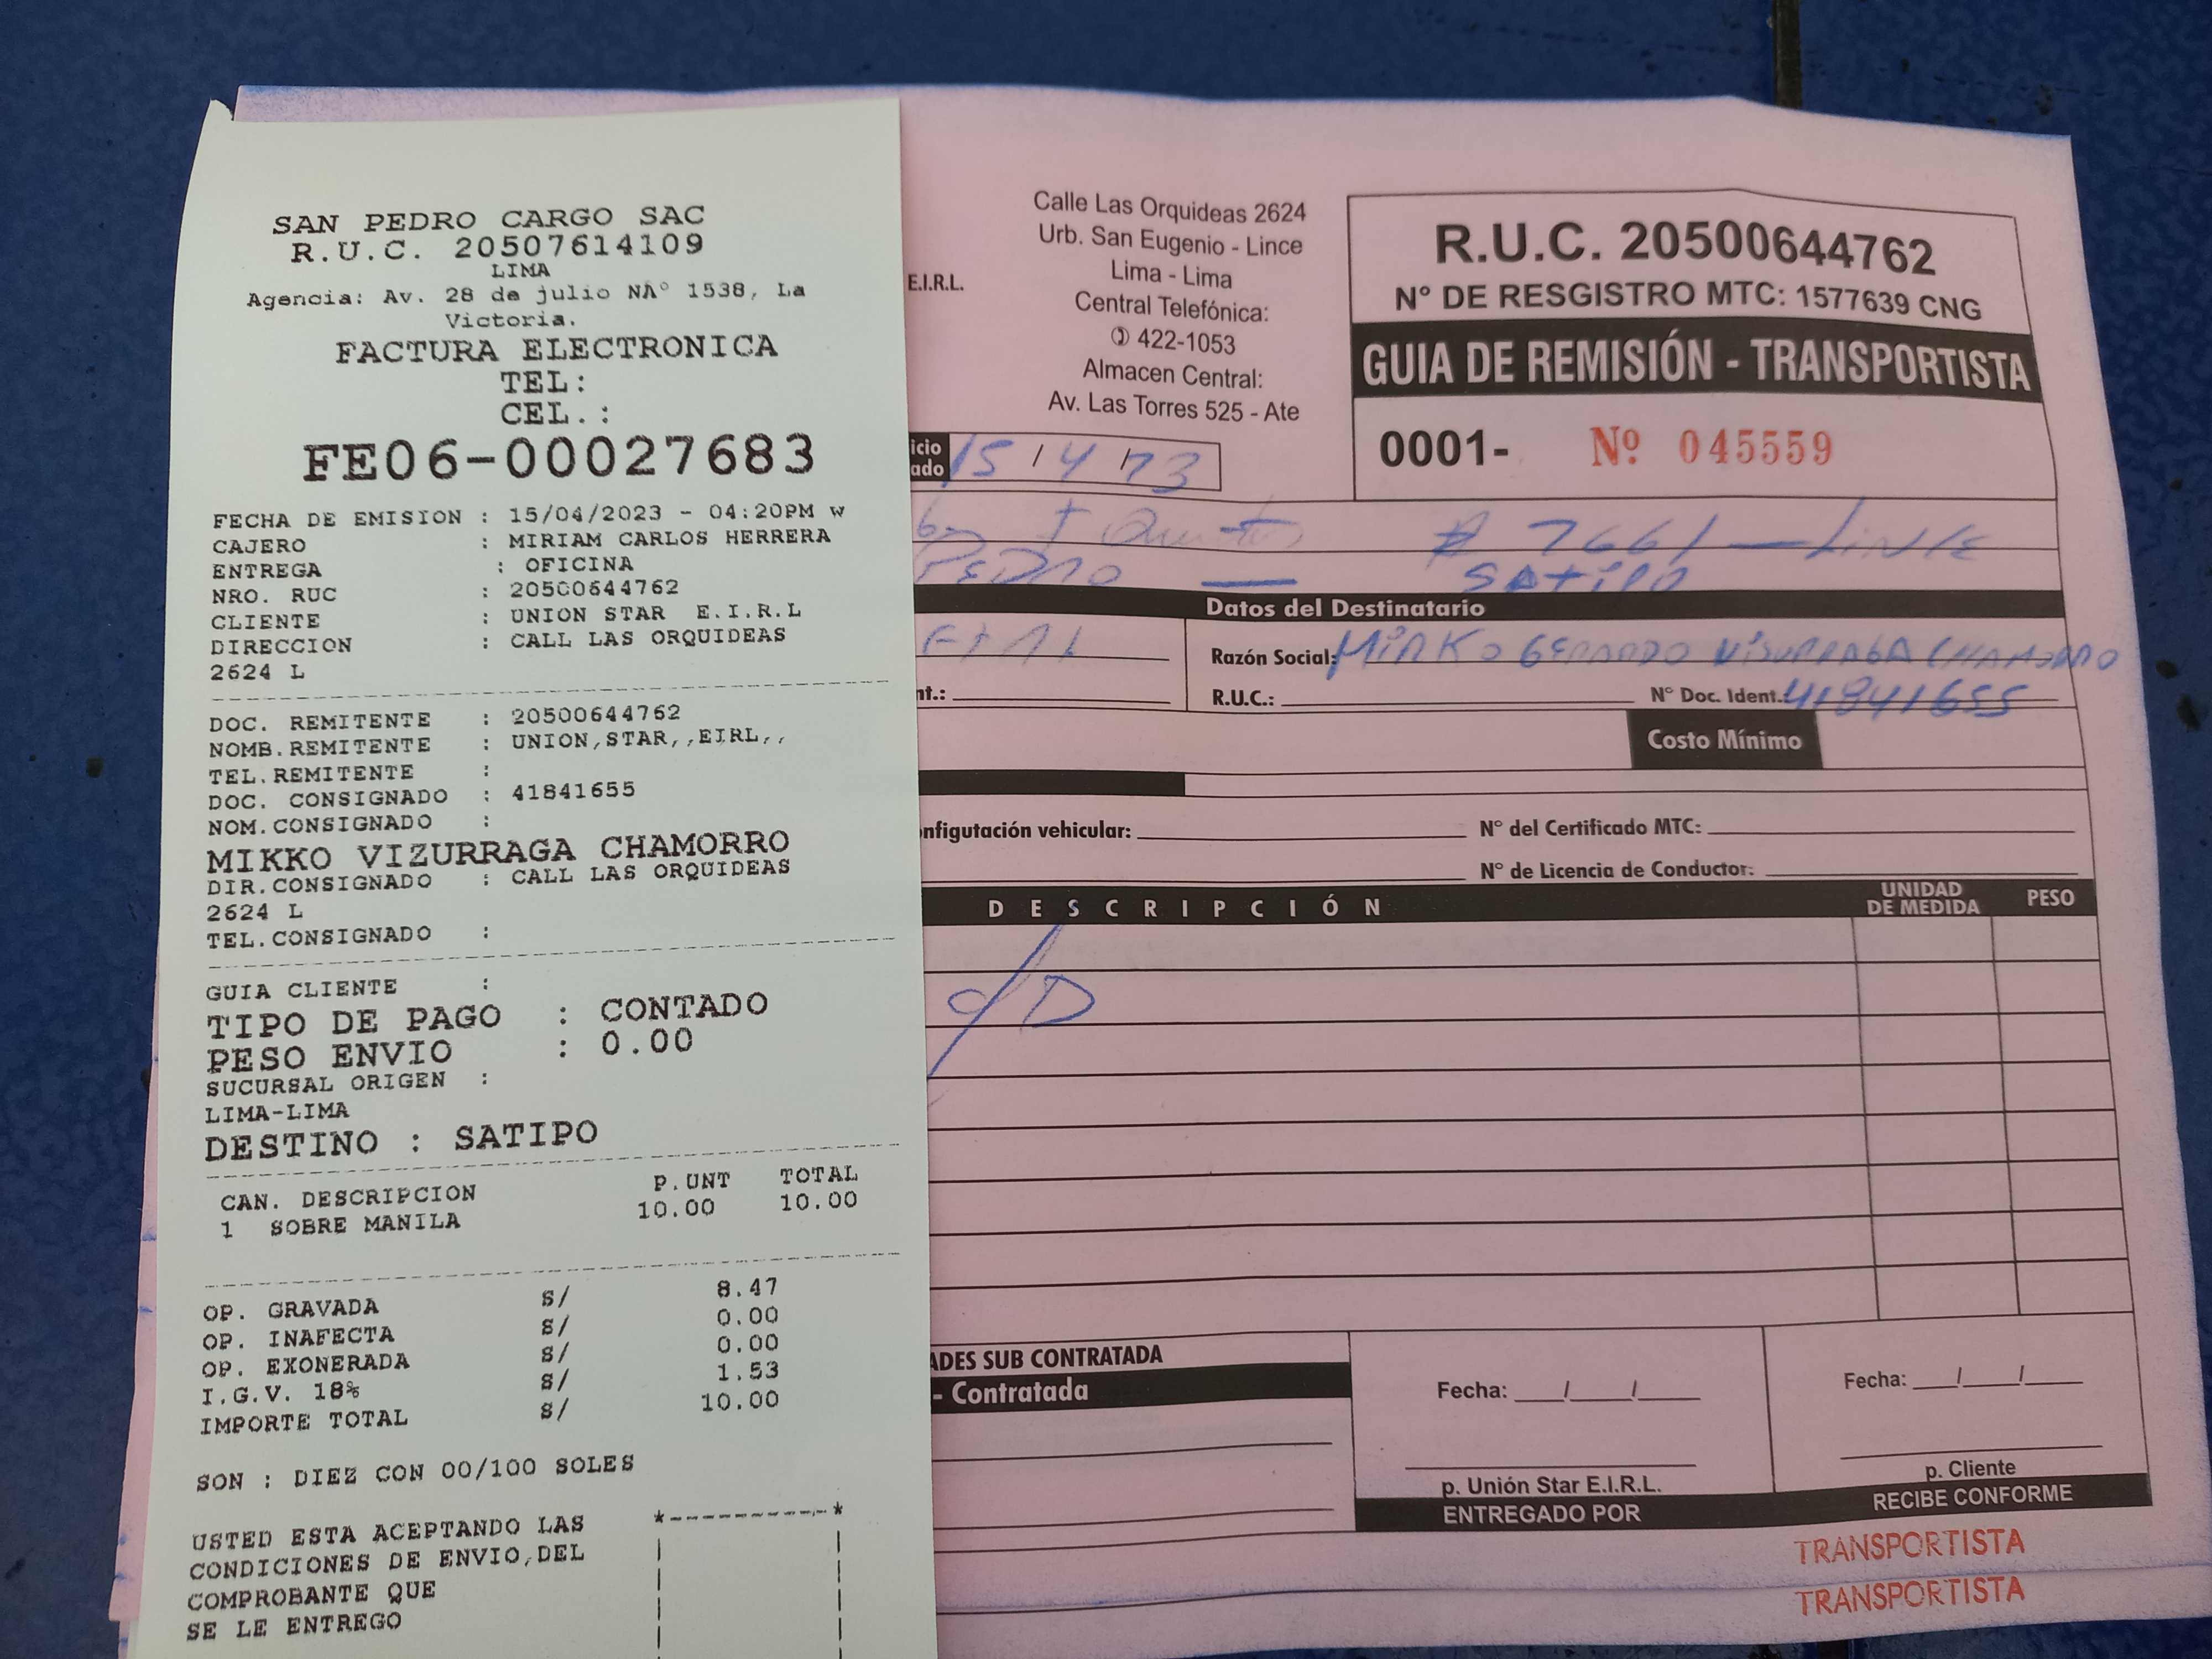 SAN PEDRO CARGO SAC
R.U.C. 20507614109
LIMA
Agencia: Av. 28 de julio NÂ° 1538, La
Victoria.
FACTURA ELECTRONICA
TEL:
CEL.:
FE06-00027683
FECHA DE EMISION : 15/04/2023 - 04:20PM w
CAJERO : MIRIAM CARLOS HERRERA
ENTREGA : OFICINA
NRO. RUC : 20500644762
CLIENTE : UNION STAR E.I.R.L
DIRECCION : CALL LAS ORQUIDEAS
2624 L
DOC. REMITENTE : 20500644762
NOMB.REMITENTE : UNION,STAR,,EIRL,,
TEL.REMITENTE :
DOC. CONSIGNADO : 41841655
NOM.CONSIGNADO :
MIKKO VIZURRAGA CHAMORRO
DIR.CONSIGNADO : CALL LAS ORQUIDEAS
2624 L
TEL.CONSIGNADO :
GUIA CLIENTE :
TIPO DE PAGO : CONTADO
PESO ENVIO : 0.00
SUCURSAL ORIGEN :
LIMA-LIMA
DESTINO : SATIPO
CAN. DESCRIPCION P.UNT TOTAL
1 SOBRE MANILA 10.00 10.00
OP. GRAVADA S/ 8.47
OP. INAFECTA S/ 0.00
OP. EXONERADA S/ 0.00
I.G.V. 18% S/ 1.53
IMPORTE TOTAL S/ 10.00
SON : DIEZ CON 00/100 SOLES
USTED ESTA ACEPTANDO LAS
CONDICIONES DE ENVIO,DEL
COMPROBANTE QUE
SE LE ENTREGO
E.I.R.L.
Calle Las Orquideas 2624
Urb. San Eugenio - Lince
Lima - Lima
Central Telefónica:
422-1053
Almacen Central:
Av. Las Torres 525 - Ate
R.U.C. 20500644762
N° DE RESGISTRO MTC: 1577639 CNG
GUIA DE REMISIÓN - TRANSPORTISTA
0001- Nº 045559
icio
ado
15/4/23
PEDRO — SATIPO
Datos del Destinatario
Razón Social:
CHAMORRO
nt.: R.U.C.: N° Doc. Ident.: 41841655
Costo Mínimo
nfigutación vehicular: N° del Certificado MTC:
N° de Licencia de Conductor:
DESCRIPCIÓN UNIDAD DE MEDIDA PESO
ADES SUB CONTRATADA
- Contratada
Fecha: __/__/__
p. Unión Star E.I.R.L.
ENTREGADO POR
Fecha: __/__/__
p. Cliente
RECIBE CONFORME
TRANSPORTISTA
TRANSPORTISTA